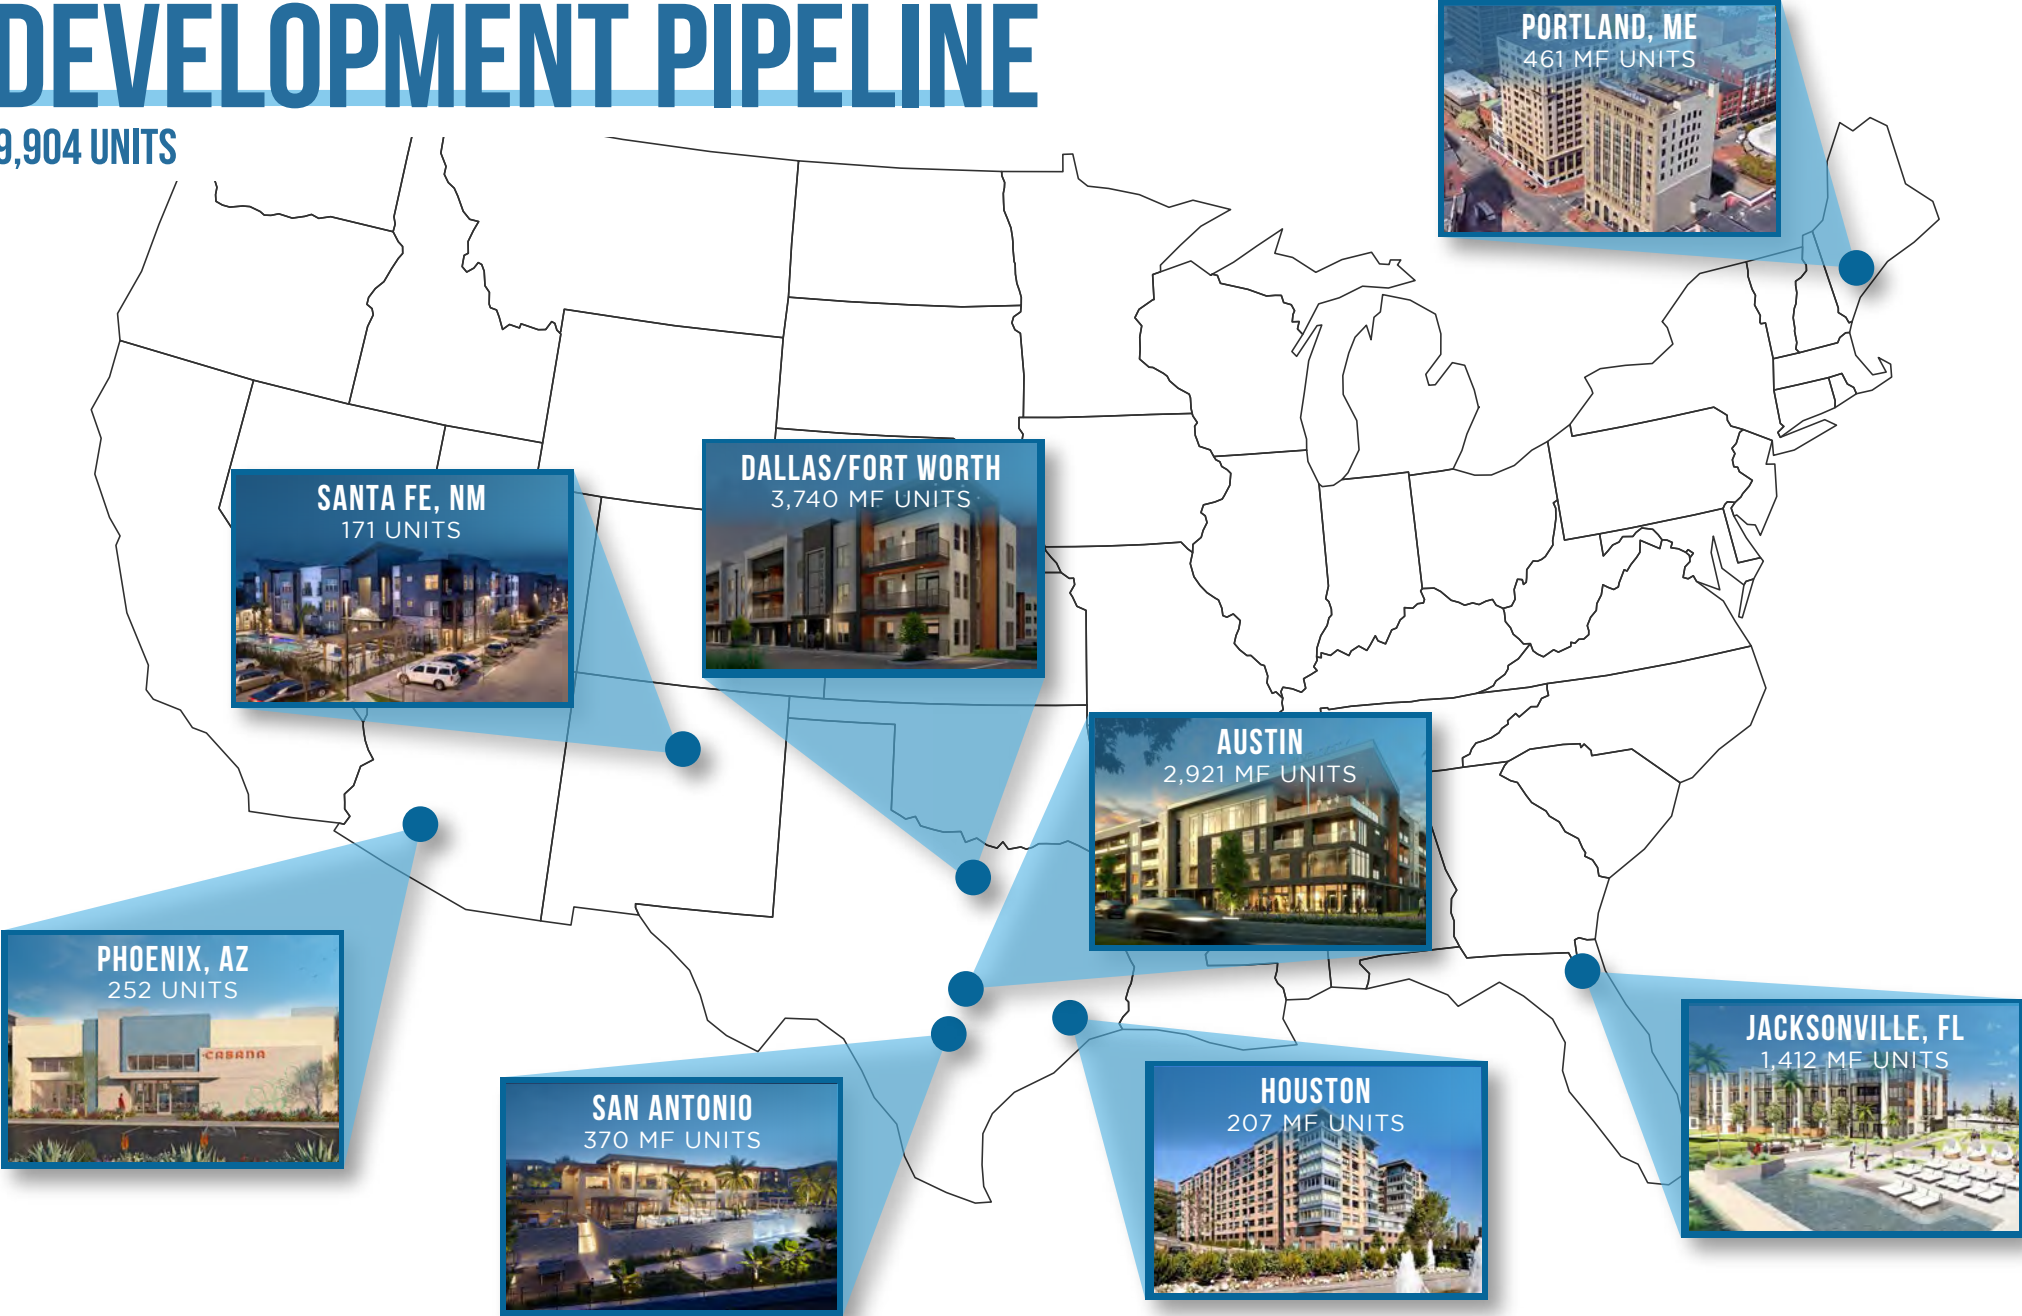 DEVELOPMENT PIPELINE
9,904 UNITS
PORTLAND, ME
461 MF UNITS
SANTA FE, NM
171 UNITS
DALLAS/FORT WORTH
3,740 MF UNITS
AUSTIN
2,921 MF UNITS
PHOENIX, AZ
252 UNITS
CABANA
SAN ANTONIO
370 MF UNITS
HOUSTON
207 MF UNITS
JACKSONVILLE, FL
1,412 MF UNITS